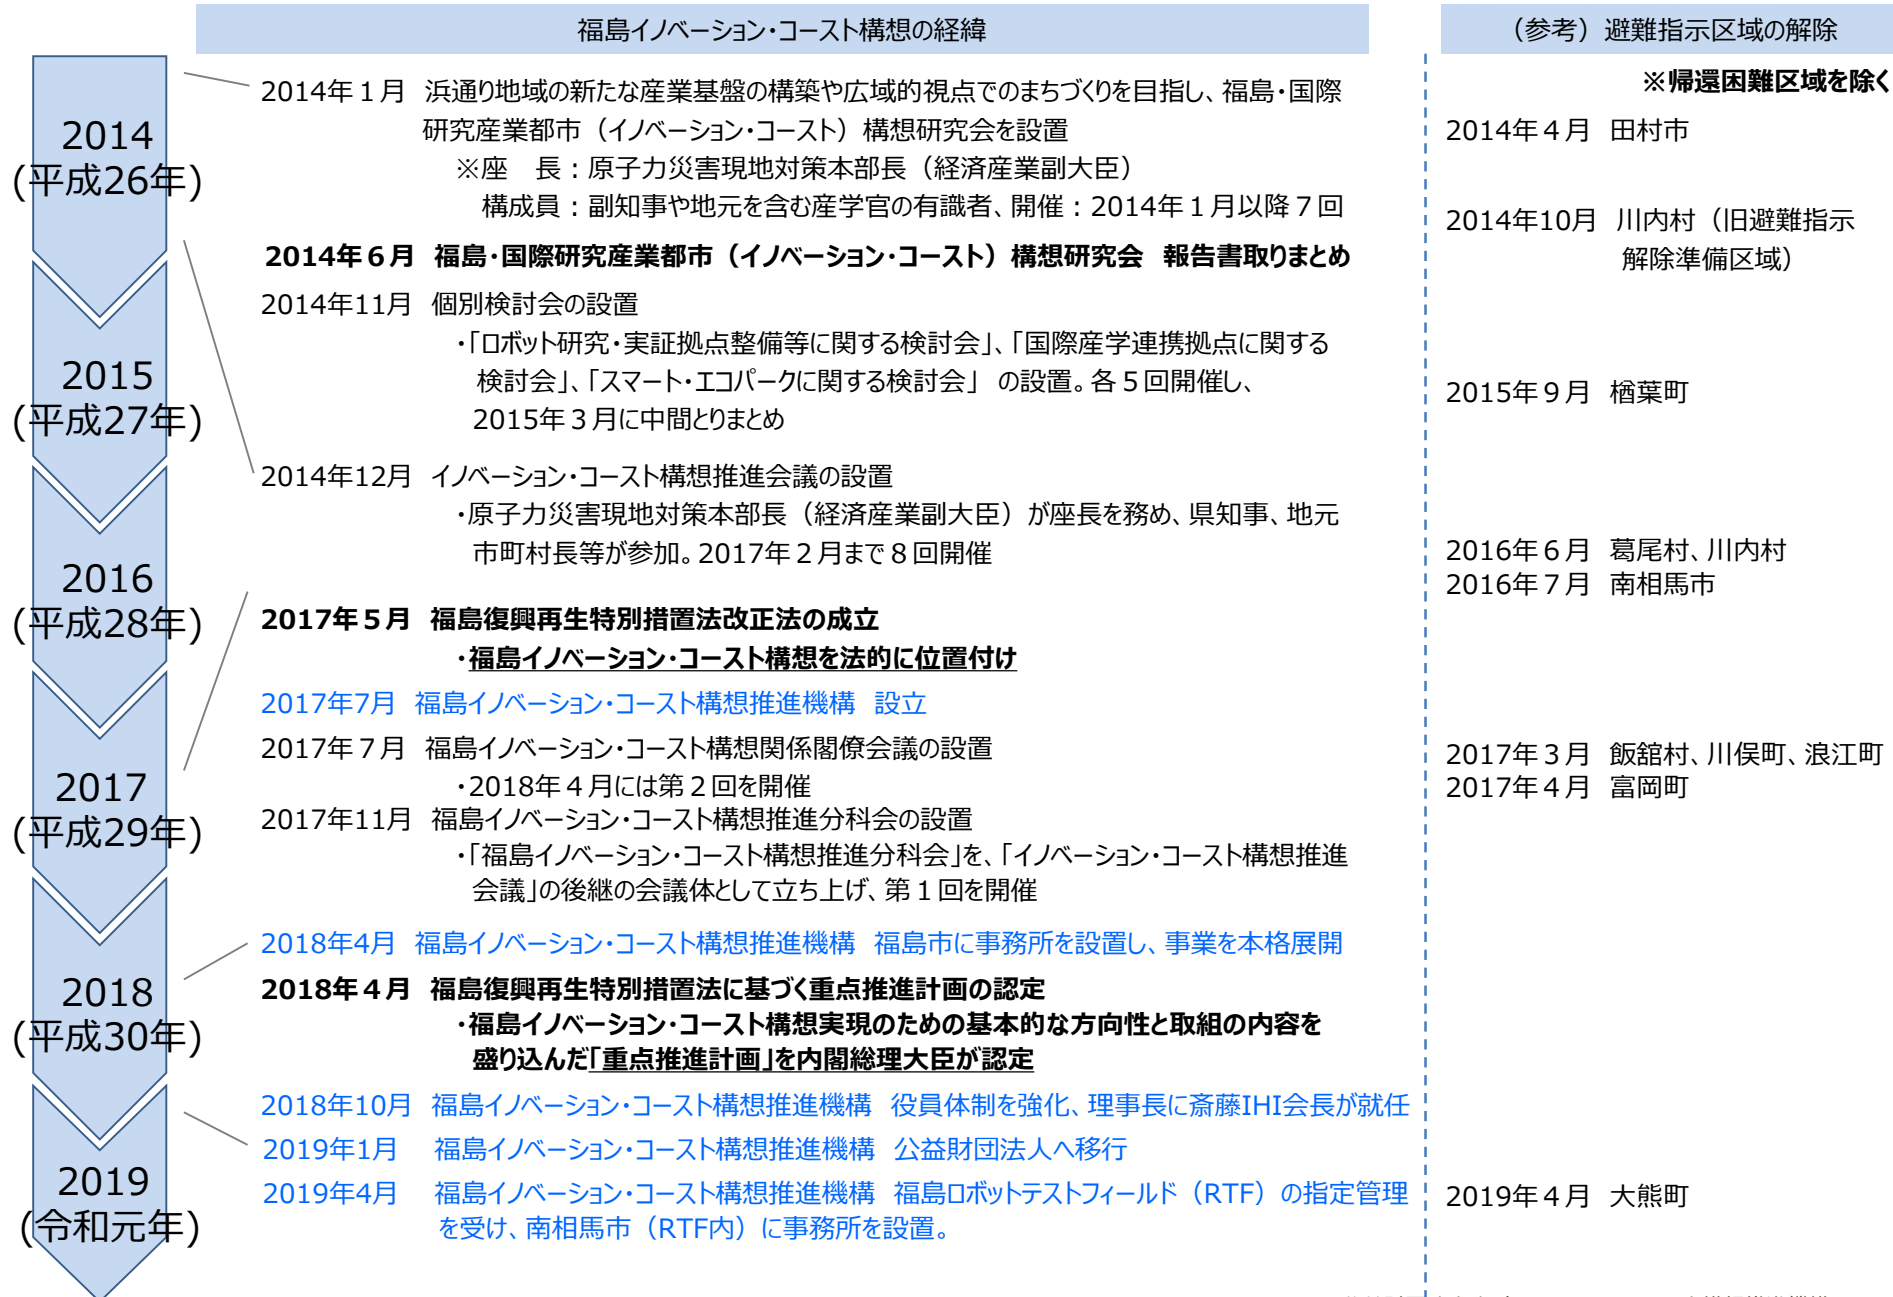 福島イノベーション・コースト構想の経緯
（参考）避難指示区域の解除
※帰還困難区域を除く
2014
(平成26年)
2015
(平成27年)
2016
(平成28年)
2017
(平成29年)
2018
(平成30年)
2019
(令和元年)
2014年１月　浜通り地域の新たな産業基盤の構築や広域的視点でのまちづくりを目指し、福島・国際
研究産業都市（イノベーション・コースト）構想研究会を設置
※座　長：原子力災害現地対策本部長（経済産業副大臣）
構成員：副知事や地元を含む産学官の有識者、開催：2014年１月以降７回
2014年６月　福島・国際研究産業都市（イノベーション・コースト）構想研究会　報告書取りまとめ
2014年11月　個別検討会の設置
・「ロボット研究・実証拠点整備等に関する検討会」、「国際産学連携拠点に関する
検討会」、「スマート・エコパークに関する検討会」 の設置。各５回開催し、
2015年３月に中間とりまとめ
2014年12月　イノベーション・コースト構想推進会議の設置
・原子力災害現地対策本部長（経済産業副大臣）が座長を務め、県知事、地元
市町村長等が参加。2017年２月まで８回開催
2017年５月　福島復興再生特別措置法改正法の成立
・福島イノベーション・コースト構想を法的に位置付け
2017年7月　福島イノベーション・コースト構想推進機構　設立
2017年７月　福島イノベーション・コースト構想関係閣僚会議の設置
・2018年４月には第２回を開催
2017年11月　福島イノベーション・コースト構想推進分科会の設置
・「福島イノベーション・コースト構想推進分科会」を、「イノベーション・コースト構想推進
会議」の後継の会議体として立ち上げ、第１回を開催
2018年4月　福島イノベーション・コースト構想推進機構　福島市に事務所を設置し、事業を本格展開
2018年４月　福島復興再生特別措置法に基づく重点推進計画の認定
・福島イノベーション・コースト構想実現のための基本的な方向性と取組の内容を
盛り込んだ「重点推進計画」を内閣総理大臣が認定
2018年10月　福島イノベーション・コースト構想推進機構　役員体制を強化、理事長に斎藤IHI会長が就任
2019年1月　福島イノベーション・コースト構想推進機構　公益財団法人へ移行
2019年4月　福島イノベーション・コースト構想推進機構　福島ロボットテストフィールド（RTF）の指定管理
を受け、南相馬市（RTF内）に事務所を設置。
2014年４月　田村市
2014年10月　川内村（旧避難指示
解除準備区域）
2015年９月　楢葉町
2016年６月　葛尾村、川内村
2016年７月　南相馬市
2017年３月　飯舘村、川俣町、浪江町
2017年４月　富岡町
2019年４月　大熊町